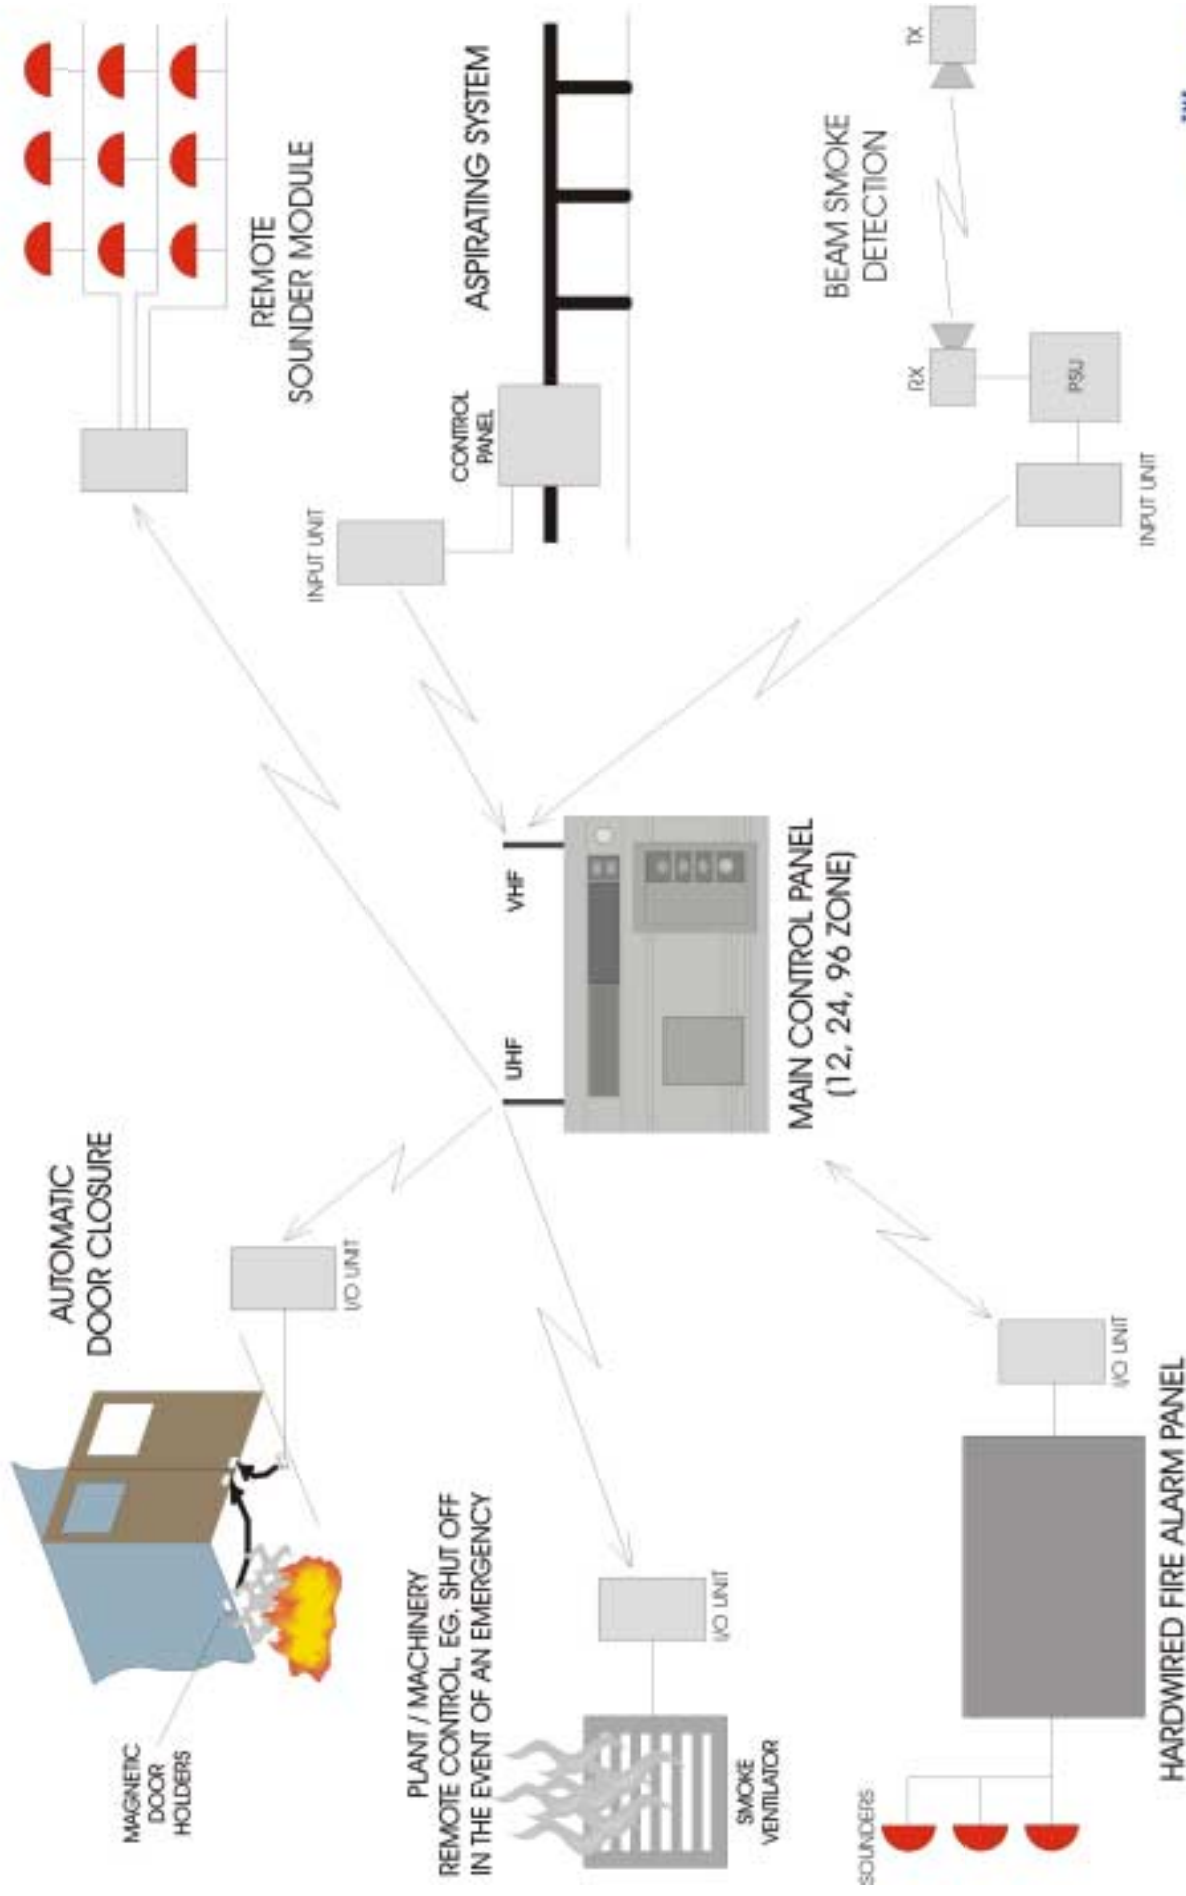 AUTOMATIC
DOOR CLOSURE
MAGNETIC
DOOR
HOLDERS
I/O UNIT
REMOTE
SOUNDER MODULE
PLANT / MACHINERY
REMOTE CONTROL, EG. SHUT OFF
IN THE EVENT OF AN EMERGENCY
I/O UNIT
SMOKE
VENTILATOR
UHF
VHF
MAIN CONTROL PANEL
(12, 24, 96 ZONE)
INPUT UNIT
CONTROL
PANEL
ASPIRATING SYSTEM
SOUNDERS
I/O UNIT
HARDWIRED FIRE ALARM PANEL
BEAM SMOKE
DETECTION
RX
TX
PSU
INPUT UNIT